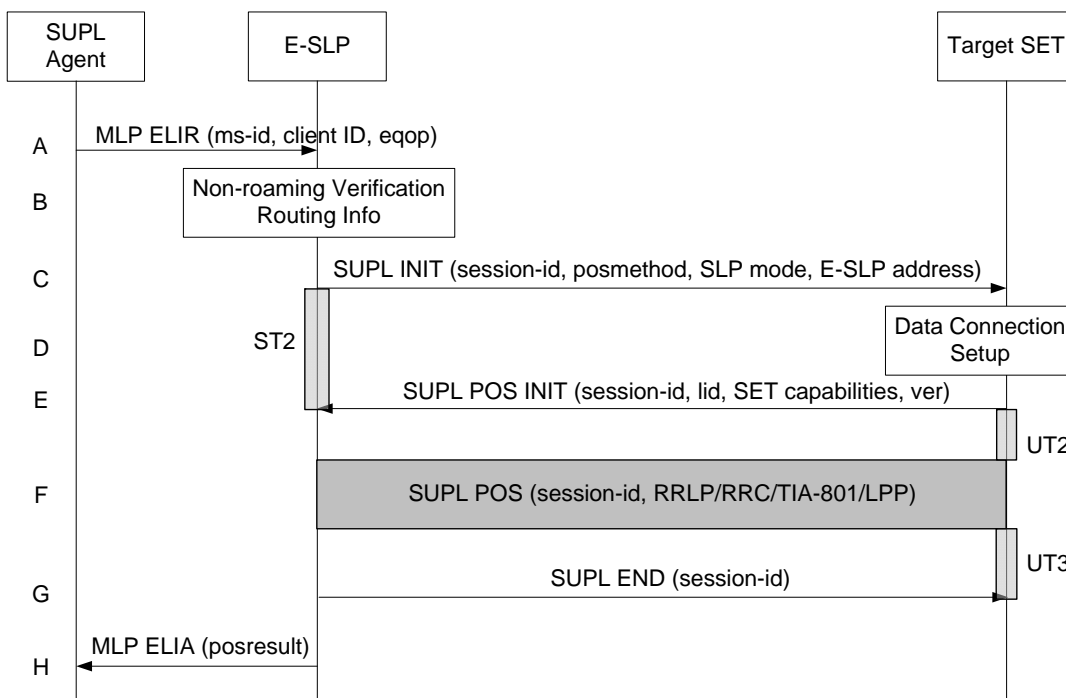 SUPL
Agent
E-SLP
Target SET
A
MLP ELIR (ms-id, client ID, eqop)
B
Non-roaming Verification
Routing Info
C
SUPL INIT (session-id, posmethod, SLP mode, E-SLP address)
D
ST2
Data Connection
Setup
E
SUPL POS INIT (session-id, lid, SET capabilities, ver)
UT2
F
SUPL POS (session-id, RRLP/RRC/TIA-801/LPP)
UT3
G
SUPL END (session-id)
H
MLP ELIA (posresult)